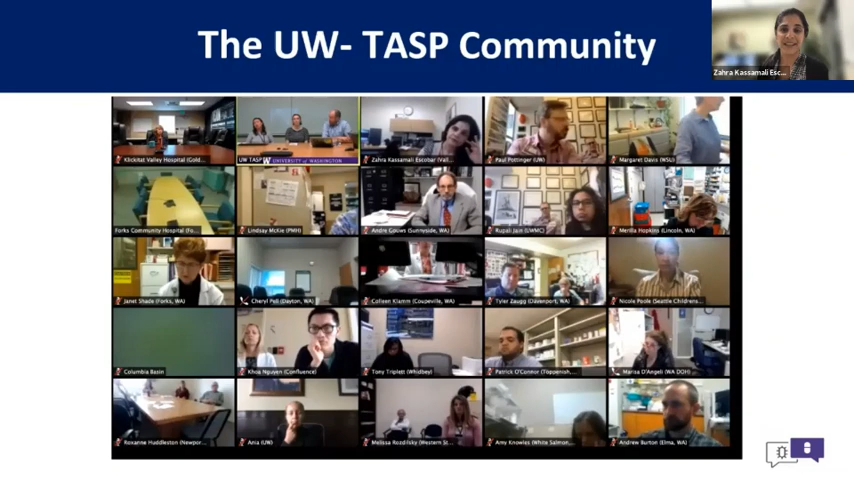 The UW- TASP Community
Zahra Kassamali Esc...
Klickitat Valley Hospital (Gold...
UW TASP
UNIVERSITY of WASHINGTON
Zahra Kassamali Escobar (Vall...
Paul Pottinger (UW)
Margaret Davis (WSU)
Forks Community Hospital (Fo...
Lindsay McKie (PMH)
Andre Gouws (Sunnyside, WA)
Rupali Jain (UWMC)
Merilla Hopkins (Lincoln, WA)
Janet Shade (Forks, WA)
Cheryl Pell (Dayton, WA)
Colleen Klamm (Coupeville, WA)
Tyler Zaugg (Davenport, WA)
Nicole Poole (Seattle Childrens...
Columbia Basin
Khoa Nguyen (Confluence)
Tony Triplett (Whidbey)
Patrick O'Connor (Toppenish,...
Marisa D'Angeli (WA DOH)
Roxanne Huddleston (Newpor...
Ania (UW)
Melissa Rozdilsky (Western St...
Amy Knowles (White Salmon,...
Andrew Burton (Elma, WA)